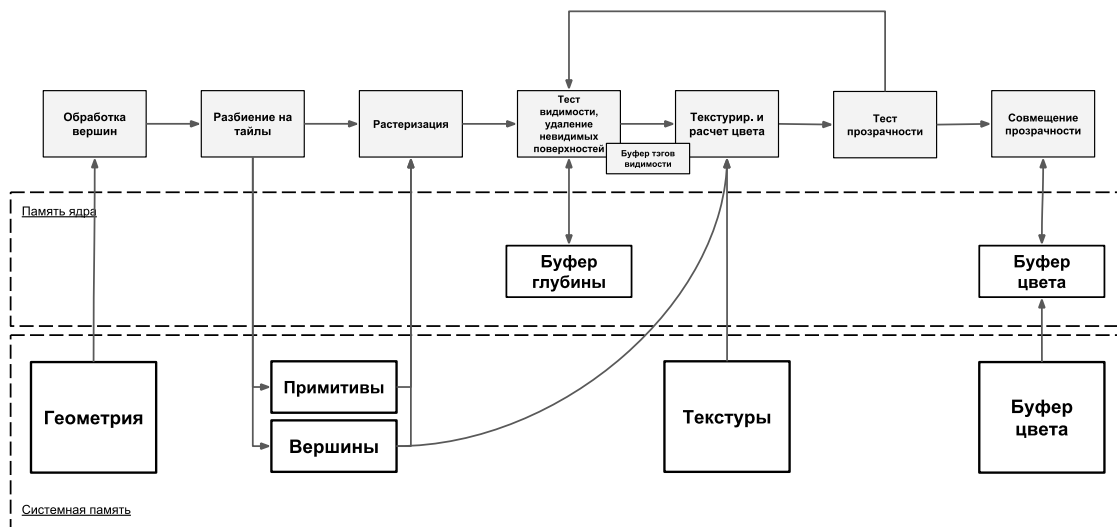 Обработка
вершин
Разбиение на
тайлы
Растеризация
Тест
видимости,
удаление
невидимых
поверхностей
Текстурир. и
расчет цвета
Буфер тэгов
видимости
Тест
прозрачности
Совмещение
прозрачности
Память ядра
Буфер
глубины
Буфер
цвета
Геометрия
Примитивы
Вершины
Текстуры
Буфер
цвета
Системная память